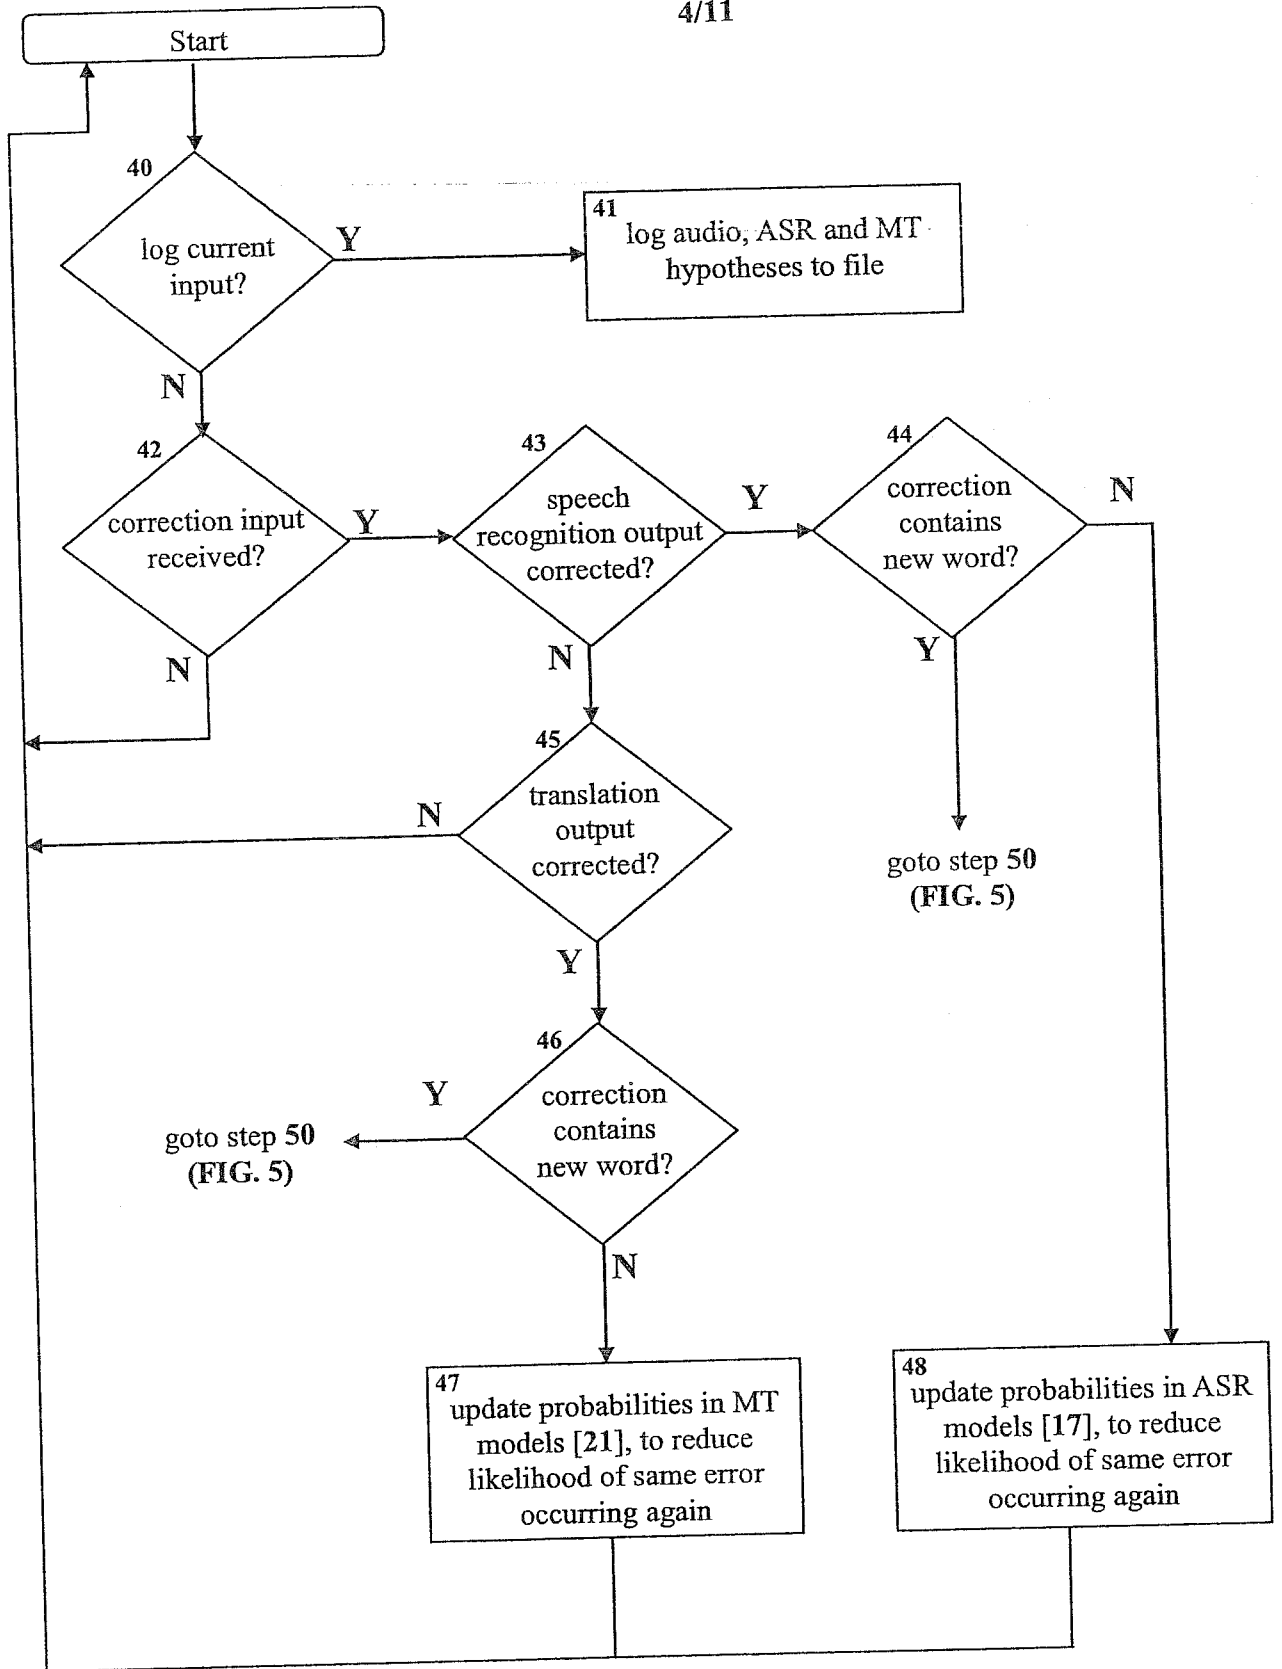 4/11
Start
40
log current
input?
Y
N
41
log audio, ASR and MT
hypotheses to file
42
correction input
received?
Y
N
43
speech
recognition output
corrected?
Y
N
44
correction
contains
new word?
N
Y
goto step 50
(FIG. 5)
45
translation
output
corrected?
N
Y
46
correction
contains
new word?
Y
goto step 50
(FIG. 5)
N
47
update probabilities in MT
models [21], to reduce
likelihood of same error
occurring again
48
update probabilities in ASR
models [17], to reduce
likelihood of same error
occurring again